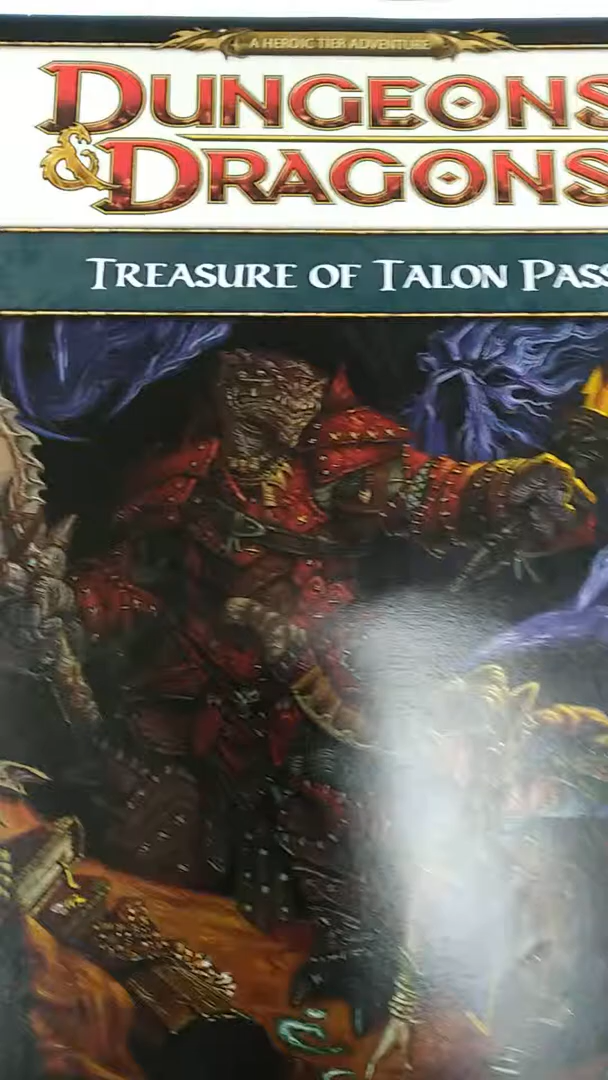 A HEROIC TIER ADVENTURE
DUNGEONS
& DRAGONS
TREASURE OF TALON PASS